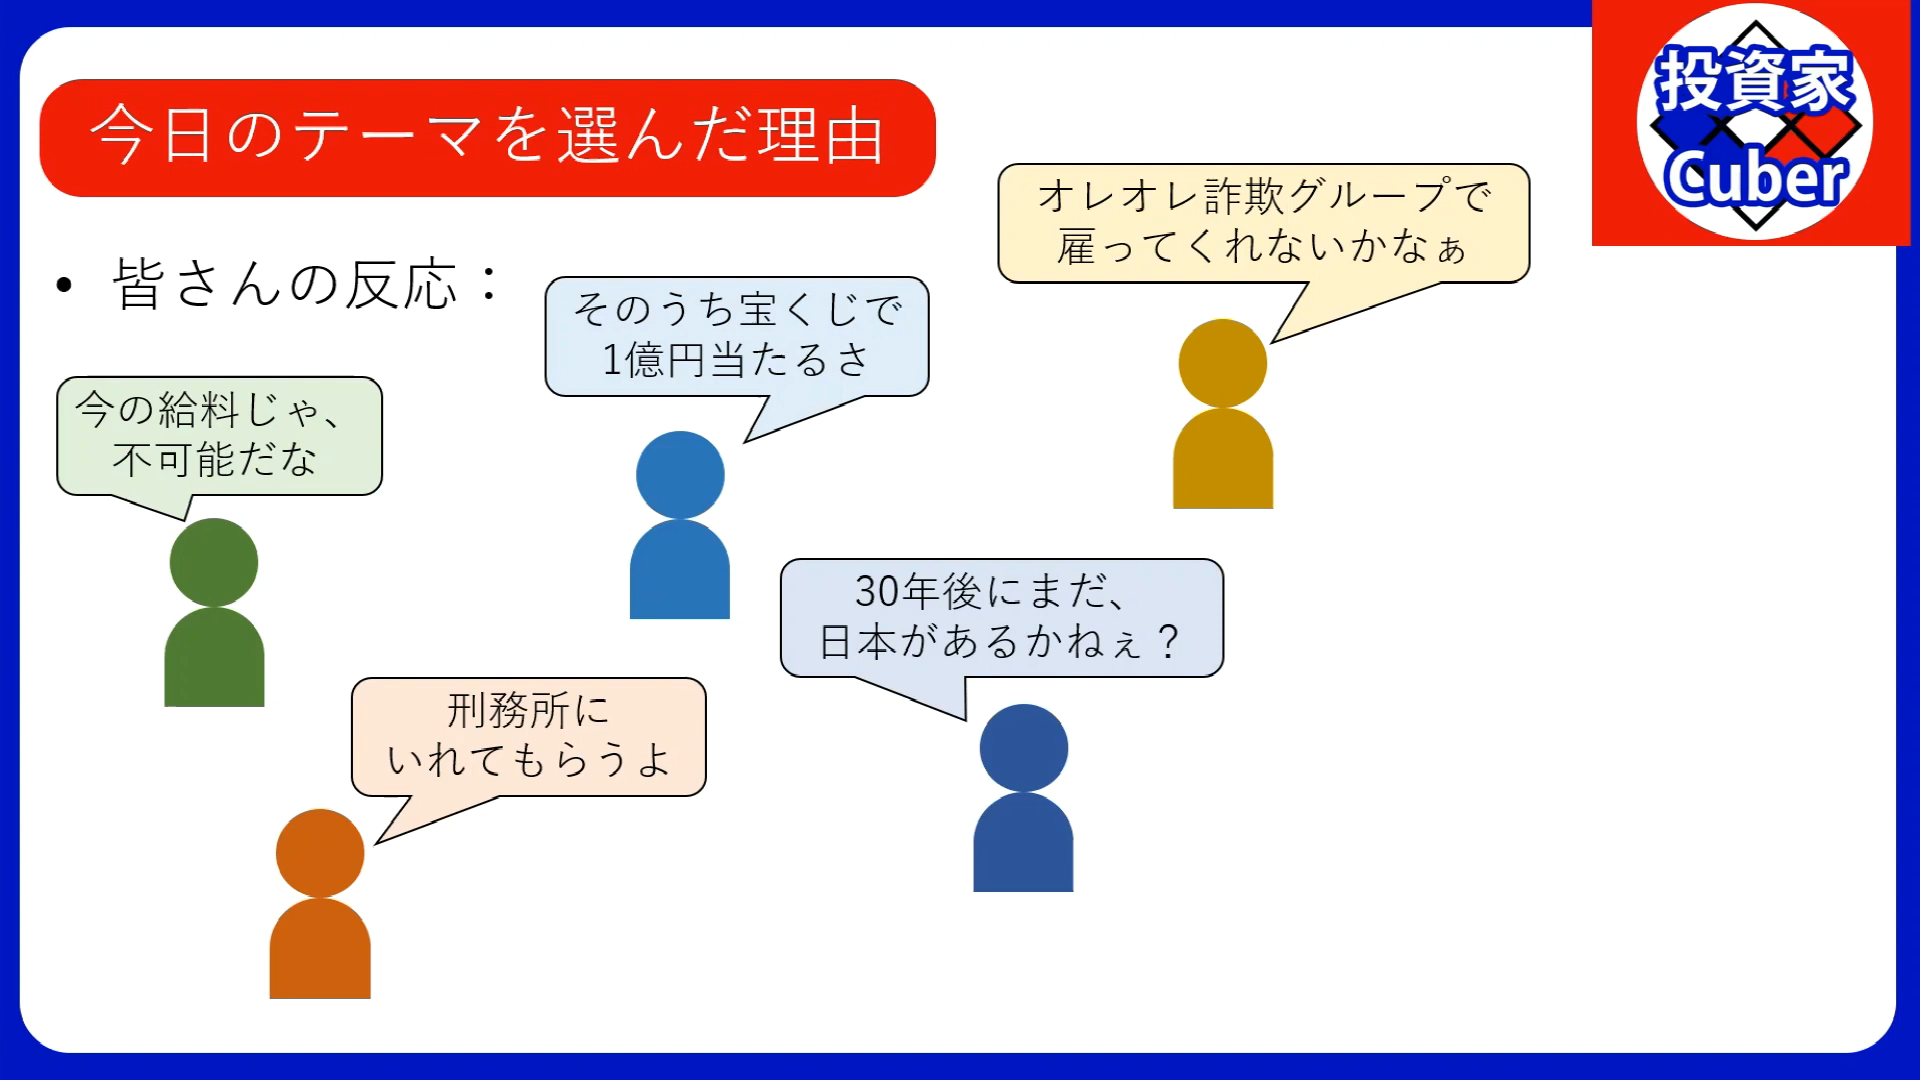 今日のテーマを選んだ理由
投資家
Cuber
• 皆さんの反応：
オレオレ詐欺グループで
雇ってくれないかなぁ
そのうち宝くじで
1億円当たるさ
今の給料じゃ、
不可能だな
30年後にまだ、
日本があるかねぇ？
刑務所に
いれてもらうよ